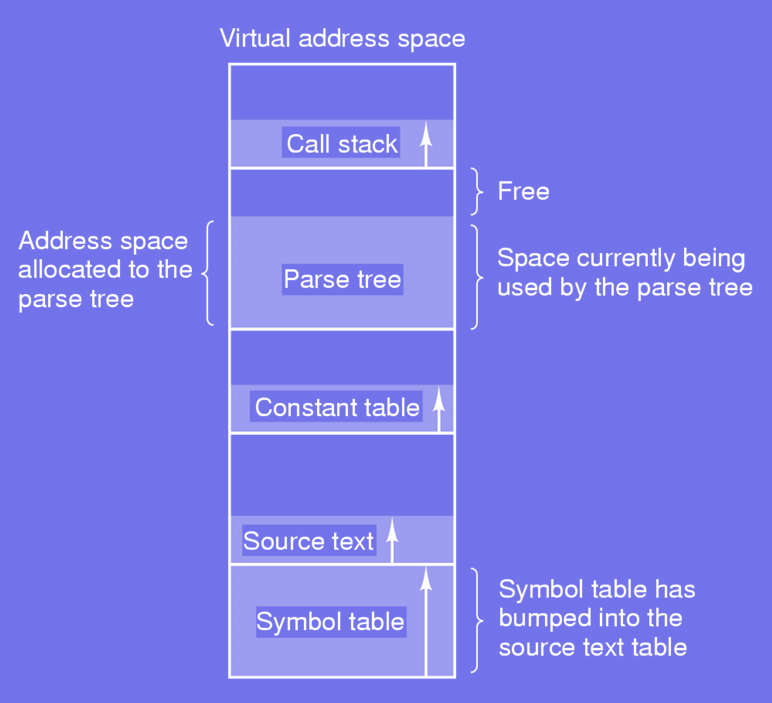 Virtual address space
Call stack
Free
Address space
allocated to the
parse tree
Parse tree
Space currently being
used by the parse tree
Constant table
Source text
Symbol table
Symbol table has
bumped into the
source text table